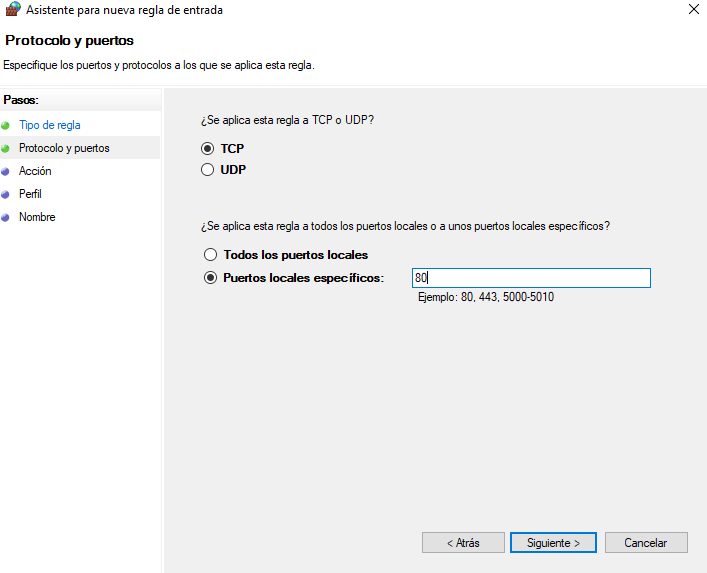 Asistente para nueva regla de entrada
Protocolo y puertos
Especifique los puertos y protocolos a los que se aplica esta regla.
Pasos:
Tipo de regla
Protocolo y puertos
Acción
Perfil
Nombre
¿Se aplica esta regla a TCP o UDP?
TCP
UDP
¿Se aplica esta regla a todos los puertos locales o a unos puertos locales específicos?
Todos los puertos locales
Puertos locales específicos: 80
Ejemplo: 80, 443, 5000-5010
< Atrás Siguiente > Cancelar